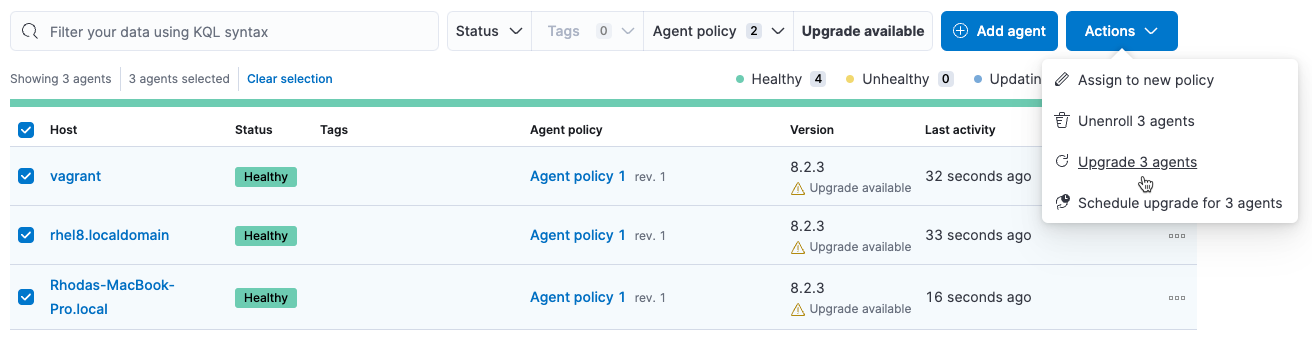 Filter your data using KQL syntax Status Tags 0 Agent policy 2 Upgrade available Add agent Actions
Showing 3 agents 3 agents selected Clear selection Healthy 4 Unhealthy 0 Updatin
Assign to new policy
Unenroll 3 agents
Upgrade 3 agents
Schedule upgrade for 3 agents
Host Status Tags Agent policy Version Last activity
vagrant Healthy Agent policy 1 rev. 1 8.2.3 32 seconds ago
Upgrade available
rhel8.localdomain Healthy Agent policy 1 rev. 1 8.2.3 33 seconds ago
Upgrade available
Rhodas-MacBook-
Pro.local Healthy Agent policy 1 rev. 1 8.2.3 16 seconds ago
Upgrade available